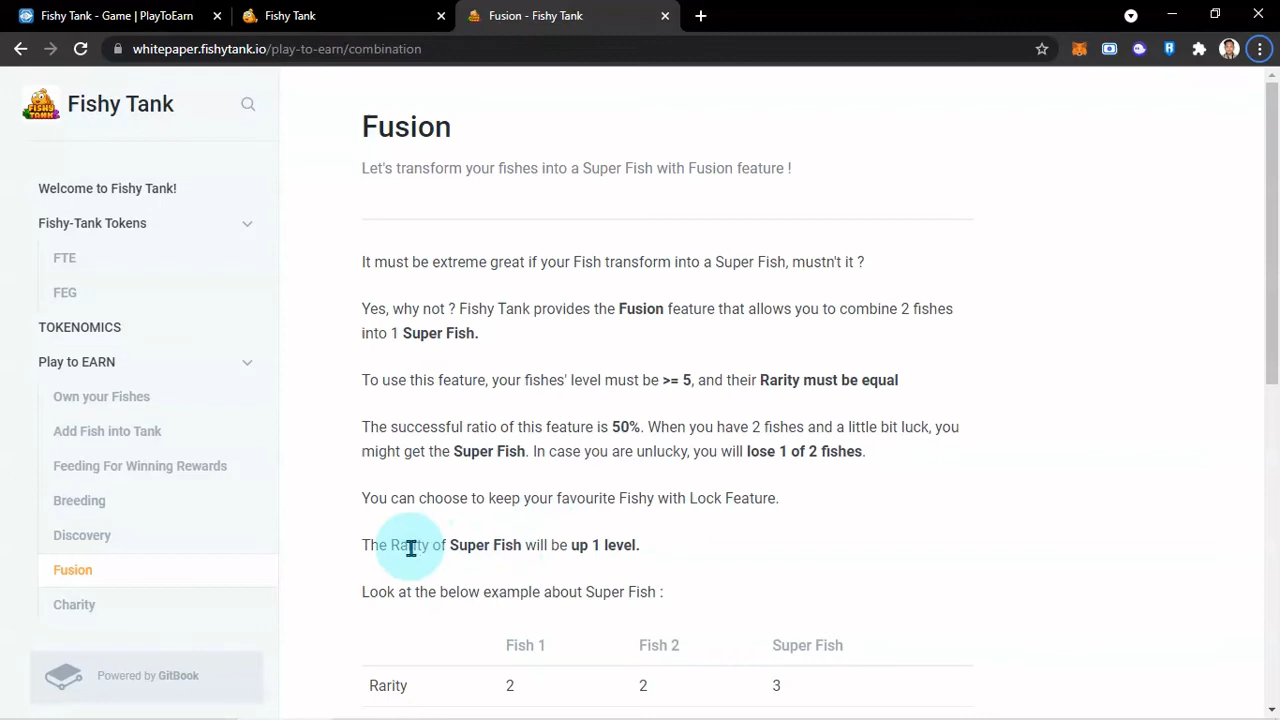 Fishy Tank - Game | PlayToEarn
Fishy Tank
Fusion - Fishy Tank
whitepaper.fishytank.io/play-to-earn/combination
FISHY TANK
Fishy Tank
Welcome to Fishy Tank!
Fishy-Tank Tokens
FTE
FEG
TOKENOMICS
Play to EARN
Own your Fishes
Add Fish into Tank
Feeding For Winning Rewards
Breeding
Discovery
Fusion
Charity
Powered by GitBook
Fusion
Let's transform your fishes into a Super Fish with Fusion feature !
It must be extreme great if your Fish transform into a Super Fish, mustn't it ?
Yes, why not ? Fishy Tank provides the Fusion feature that allows you to combine 2 fishes
into 1 Super Fish.
To use this feature, your fishes' level must be >= 5, and their Rarity must be equal
The successful ratio of this feature is 50%. When you have 2 fishes and a little bit luck, you
might get the Super Fish. In case you are unlucky, you will lose 1 of 2 fishes.
You can choose to keep your favourite Fishy with Lock Feature.
The Rarity of Super Fish will be up 1 level.
Look at the below example about Super Fish :
Fish 1 Fish 2 Super Fish
Rarity 2 2 3